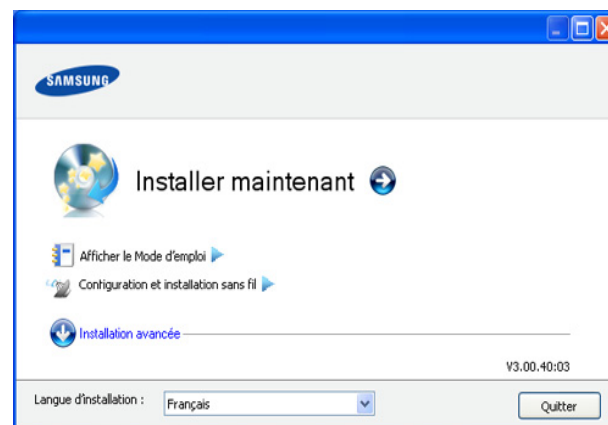 SAMSUNG
Installer maintenant
Afficher le Mode d'emploi
Configuration et installation sans fil
Installation avancée
V3.00.40:03
Langue d'installation : Français
Quitter